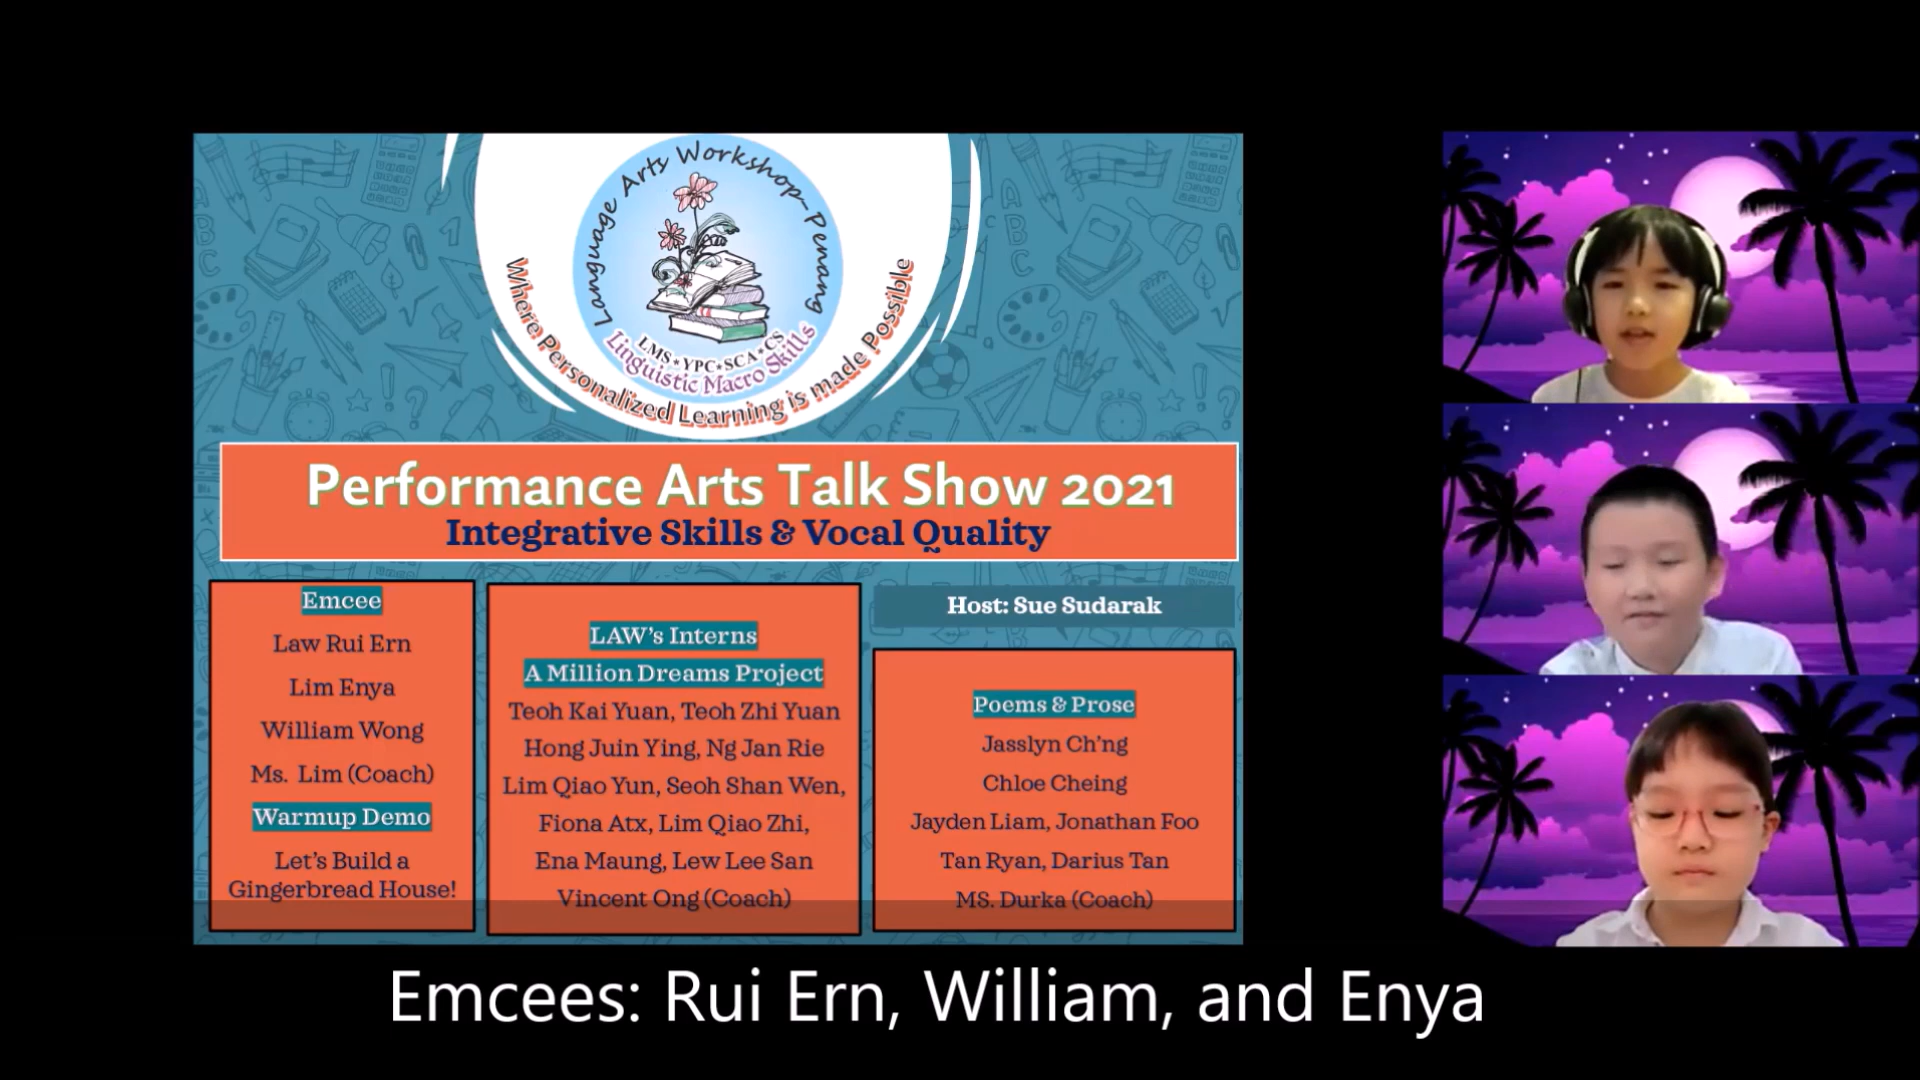 Language Arts Workshop-Penang
LMS★YPC★SCA★CS
Linguistic Macro Skills
Where Personalized Learning is made Possible
Performance Arts Talk Show 2021
Integrative Skills & Vocal Quality
Emcee
Law Rui Ern
Lim Enya
William Wong
Ms. Lim (Coach)
Warmup Demo
Let's Build a
Gingerbread House!
LAW's Interns
A Million Dreams Project
Teoh Kai Yuan, Teoh Zhi Yuan
Hong Juin Ying, Ng Jan Rie
Lim Qiao Yun, Seoh Shan Wen,
Fiona Atx, Lim Qiao Zhi,
Ena Maung, Lew Lee San
Vincent Ong (Coach)
Host: Sue Sudarak
Poems & Prose
Jasslyn Ch'ng
Chloe Cheing
Jayden Liam, Jonathan Foo
Tan Ryan, Darius Tan
MS. Durka (Coach)
Emcees: Rui Ern, William, and Enya